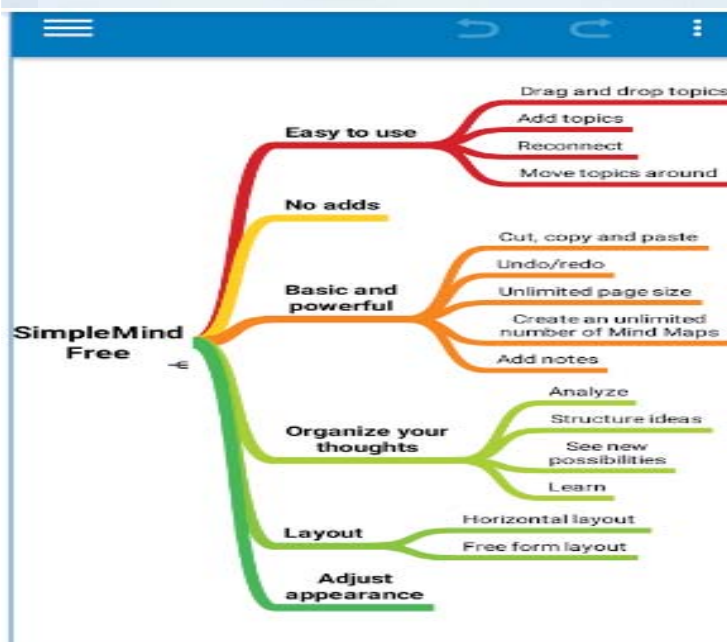 Drag and drop topics
Add topics
Easy to use
Reconnect
Move topics around
No adds
Cut, copy and paste
Undo/redo
Basic and
powerful
Unlimited page size
Create an unlimited
number of Mind Maps
Add notes
SimpleMind
Free
Analyze
Structure ideas
Organize your
thoughts
See new
possibilities
Learn
Horizontal layout
Layout
Free form layout
Adjust
appearance